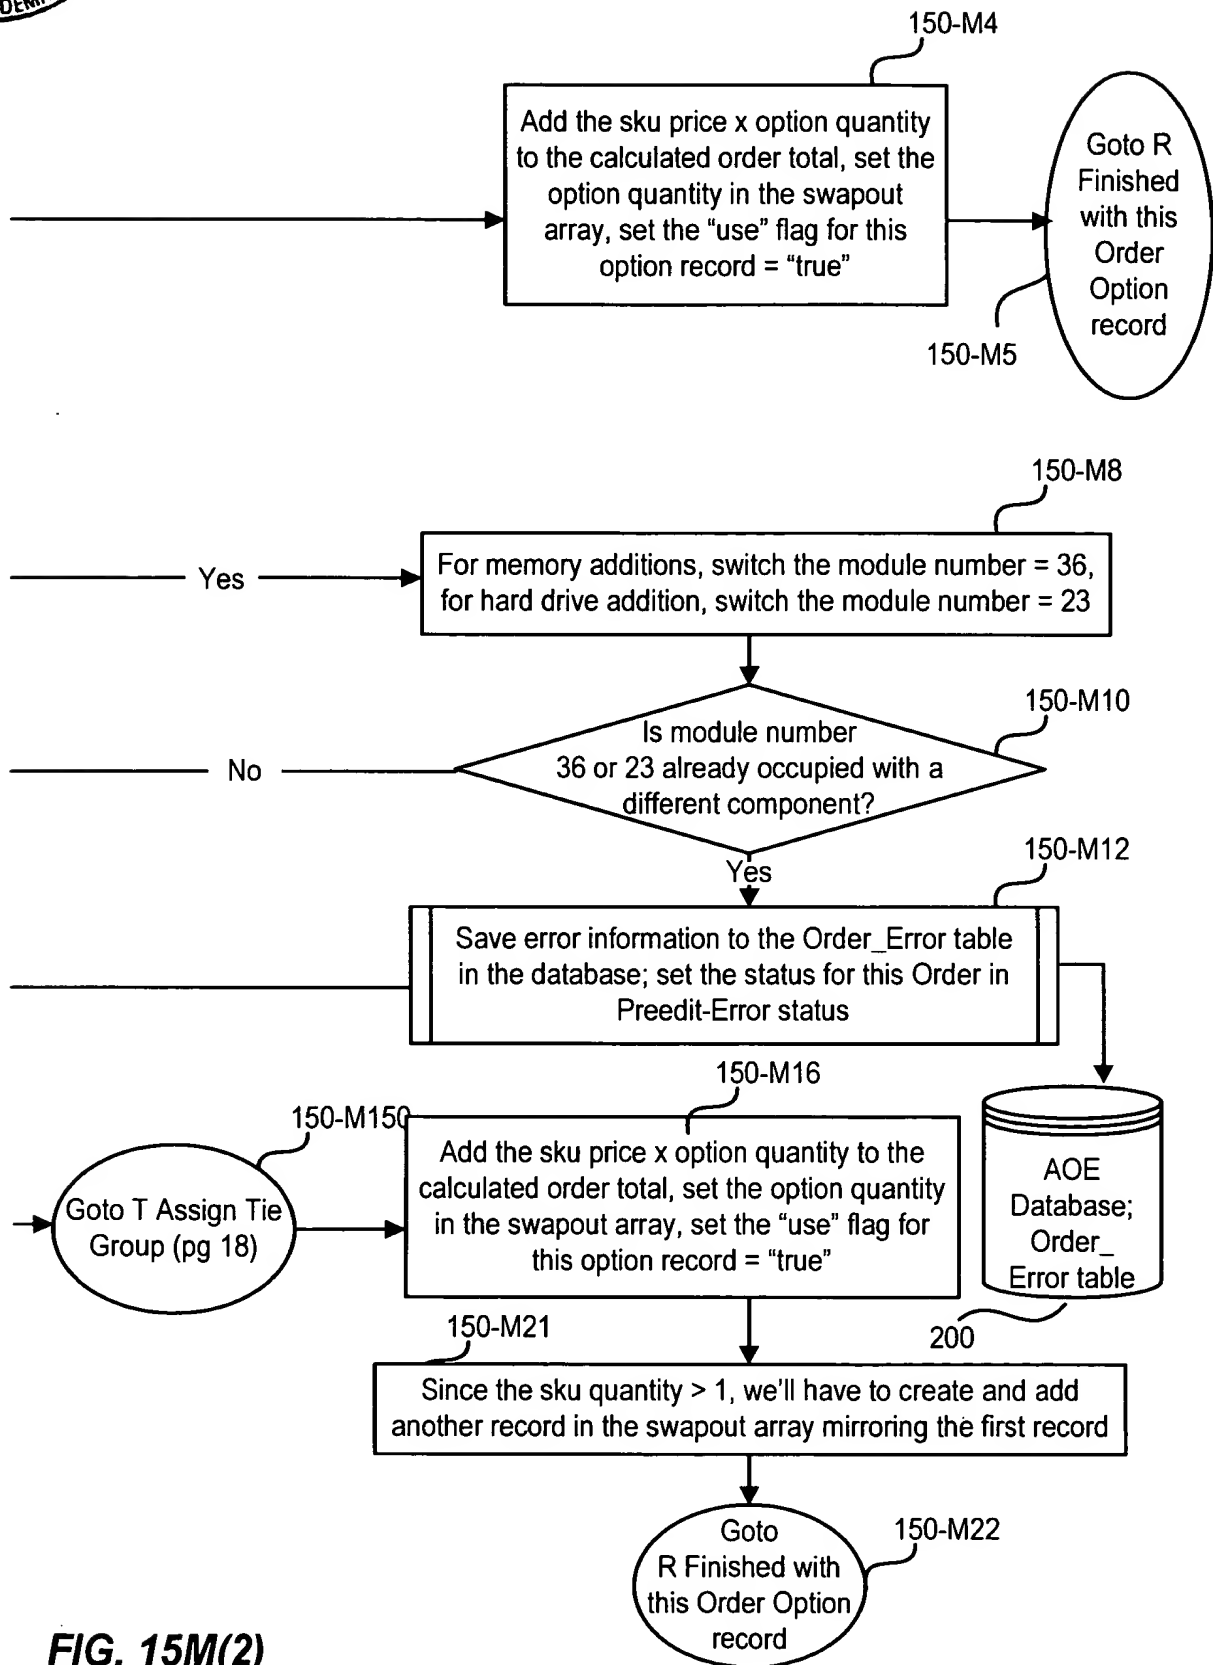 150-M4
Add the sku price x option quantity
to the calculated order total, set the
option quantity in the swapout
array, set the “use” flag for this
option record = “true”
Goto R
Finished
with this
Order
Option
record
150-M5
150-M8
Yes
For memory additions, switch the module number = 36,
for hard drive addition, switch the module number = 23
150-M10
Is module number
36 or 23 already occupied with a
different component?
No
Yes
150-M12
Save error information to the Order_Error table
in the database; set the status for this Order in
Preedit-Error status
150-M16
150-M150
Add the sku price x option quantity to the
calculated order total, set the option quantity
in the swapout array, set the “use” flag for
this option record = “true”
Goto T Assign Tie
Group (pg 18)
AOE
Database;
Order_
Error table
200
150-M21
Since the sku quantity > 1, we'll have to create and add
another record in the swapout array mirroring the first record
150-M22
Goto
R Finished with
this Order Option
record
FIG. 15M(2)